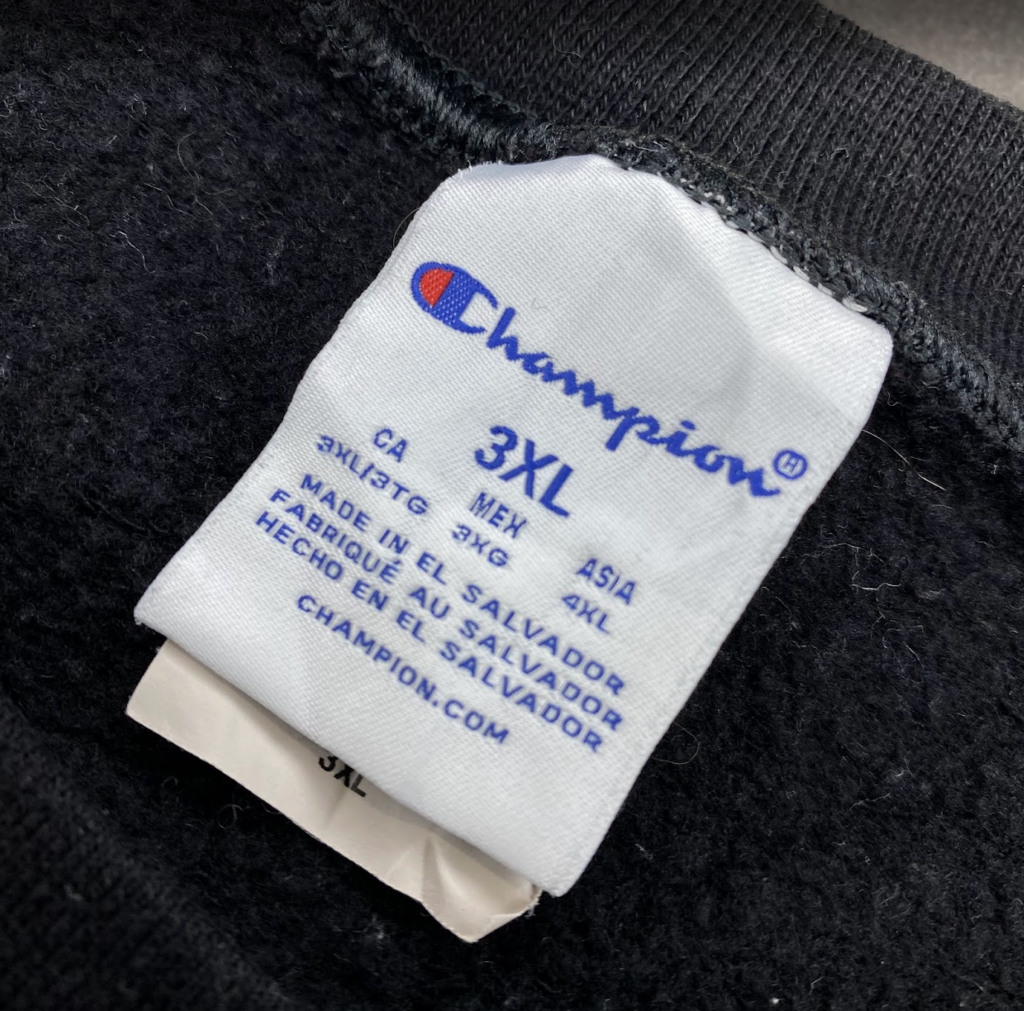 Champion®
3XL
CA MEX ASIA
3XL/3TG 3XG 4XL
MADE IN EL SALVADOR
FABRIQUÉ AU SALVADOR
HECHO EN EL SALVADOR
CHAMPION.COM
3XL